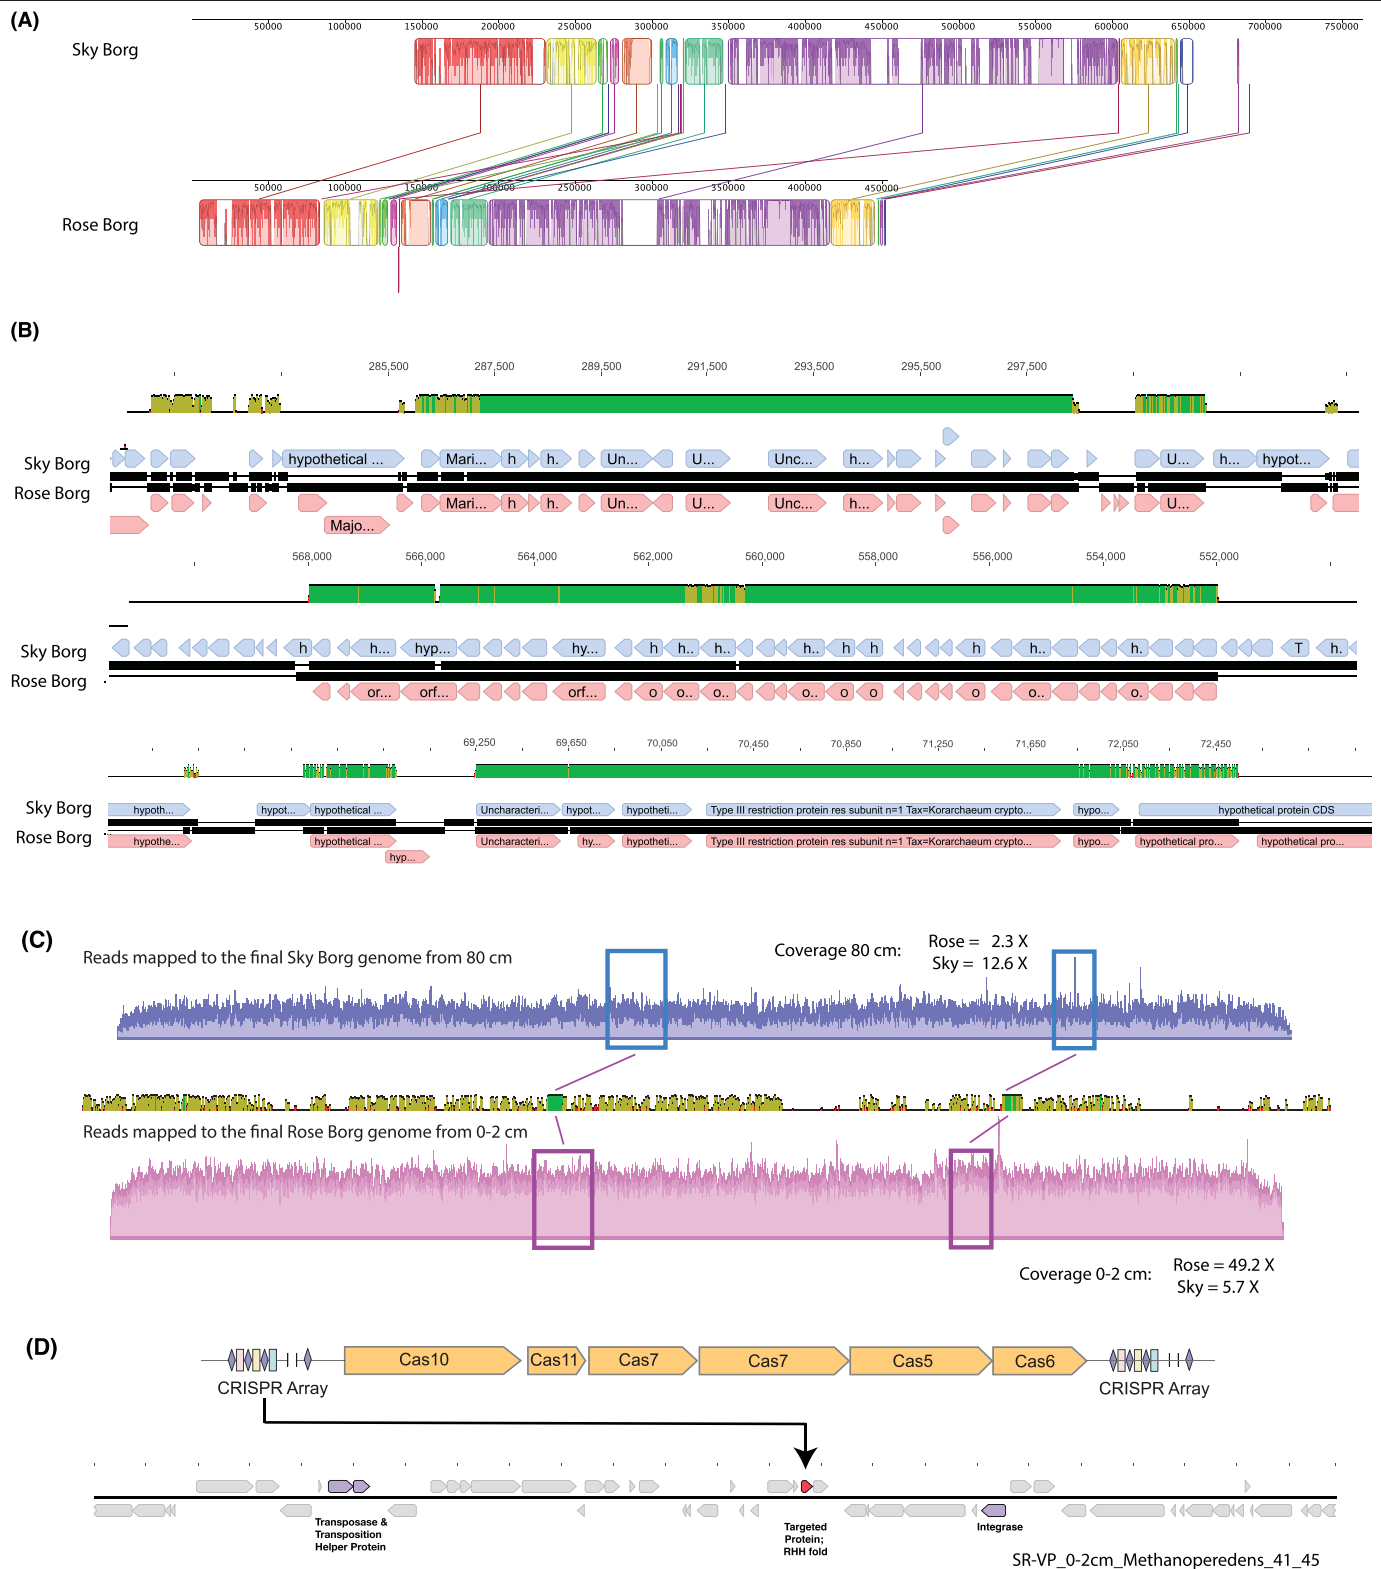 (A)
50000 100000 150000 200000 250000 300000 350000 400000 450000 500000 550000 600000 650000 700000 750000
Sky Borg
50000 100000 150000 200000 250000 300000 350000 400000 450000
Rose Borg
(B)
285,500 287,500 289,500 291,500 293,500 295,500 297,500
Sky Borg
hypothetical ... Mari... h h. Un... U... Unc... h... U... h... hypot...
Rose Borg
Mari... h h... Un... U... Unc... h... U...
Majo...
568,000 566,000 564,000 562,000 560,000 558,000 556,000 554,000 552,000
Sky Borg
h h... hyp... hy... h h.. h.. h.. h h h.. h. T h.
Rose Borg
or... orf... orf... o o.. o.. o.. o o o o.. o.
69,250 69,650 70,050 70,450 70,850 71,250 71,650 72,050 72,450
Sky Borg
hypoth... hypot... hypothetical ... Uncharacteri... hypot... hypotheti... Type III restriction protein res subunit n=1 Tax=Korarchaeum crypto... hypo... hypothetical protein CDS
Rose Borg
hypothe... hypothetical ... Uncharacteri... hy... hypotheti... Type III restriction protein res subunit n=1 Tax=Korarchaeum crypto... hypo... hypothetical pro... hypothetical pro...
hyp...
(C)
Reads mapped to the final Sky Borg genome from 80 cm
Coverage 80 cm:
Rose = 2.3 X
Sky = 12.6 X
Reads mapped to the final Rose Borg genome from 0-2 cm
Coverage 0-2 cm:
Rose = 49.2 X
Sky = 5.7 X
(D)
Cas10 Cas11 Cas7 Cas7 Cas5 Cas6
CRISPR Array
CRISPR Array
Transposase &
Transposition
Helper Protein
Targeted
Protein;
RHH fold
Integrase
SR-VP_0-2cm_Methanoperedens_41_45